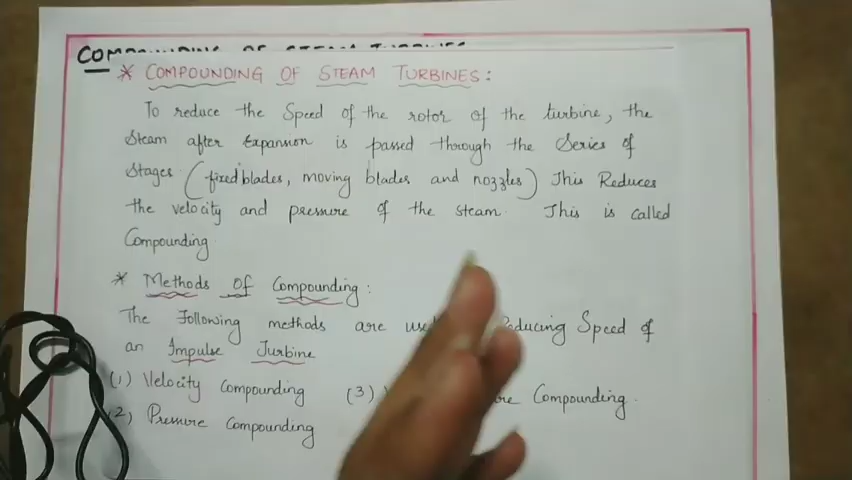 * COMPOUNDING OF STEAM TURBINES:
To reduce the Speed of the rotor of the turbine, the
Steam after Expansion is passed through the Series of
Stages (fixed blades, moving blades and nozzles) This Reduces
the velocity and pressure of the steam. This is called
Compounding
* Methods of Compounding:
The Following methods are Speed of
an Impulse Turbine
(1) Velocity Compounding (3) Compounding.
(2) Pressure Compounding